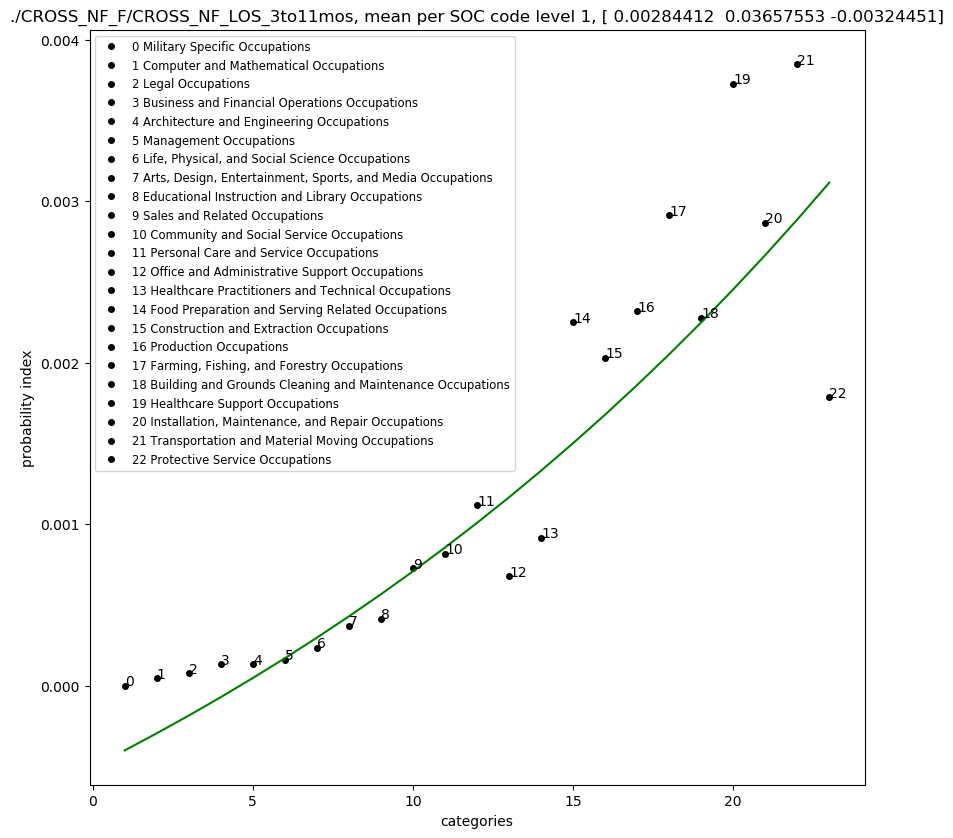 ./CROSS_NF_F/CROSS_NF_LOS_3to11mos, mean per SOC code level 1, [ 0.00284412  0.03657553 -0.00324451]
0 Military Specific Occupations
1 Computer and Mathematical Occupations
2 Legal Occupations
3 Business and Financial Operations Occupations
4 Architecture and Engineering Occupations
5 Management Occupations
6 Life, Physical, and Social Science Occupations
7 Arts, Design, Entertainment, Sports, and Media Occupations
8 Educational Instruction and Library Occupations
9 Sales and Related Occupations
10 Community and Social Service Occupations
11 Personal Care and Service Occupations
12 Office and Administrative Support Occupations
13 Healthcare Practitioners and Technical Occupations
14 Food Preparation and Serving Related Occupations
15 Construction and Extraction Occupations
16 Production Occupations
17 Farming, Fishing, and Forestry Occupations
18 Building and Grounds Cleaning and Maintenance Occupations
19 Healthcare Support Occupations
20 Installation, Maintenance, and Repair Occupations
21 Transportation and Material Moving Occupations
22 Protective Service Occupations
0.004
0.003
0.002
0.001
0.000
probability index
0
1
2
3
4
5
6
7
8
9
10
11
12
13
14
15
16
17
18
19
20
21
22
0
5
10
15
20
categories